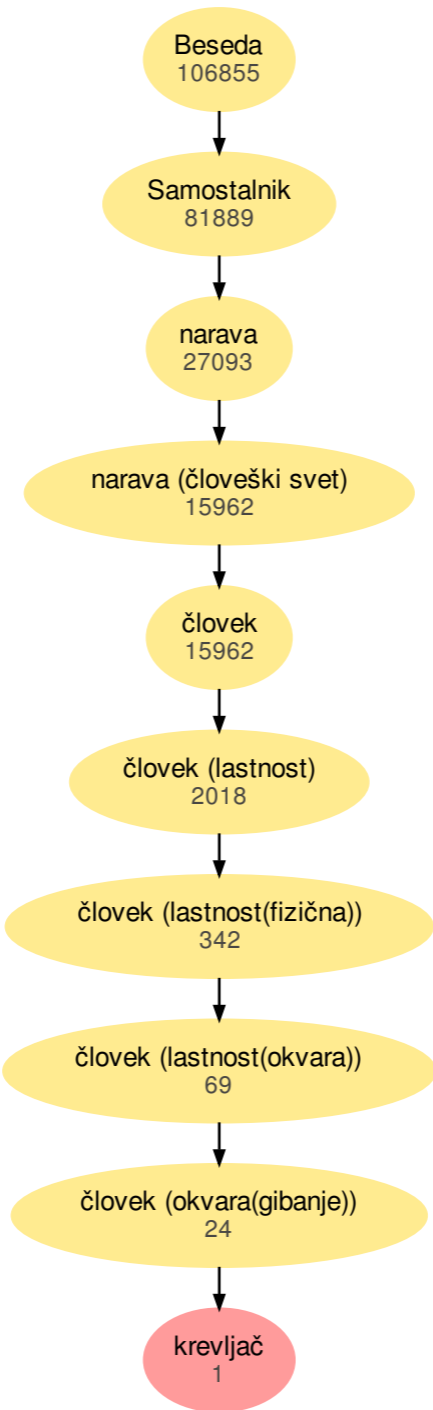 Beseda
106855
Samostalnik
81889
narava
27093
narava (človeški svet)
15962
človek
15962
človek (lastnost)
2018
človek (lastnost(fizična))
342
človek (lastnost(okvara))
69
človek (okvara(gibanje))
24
krevljač
1